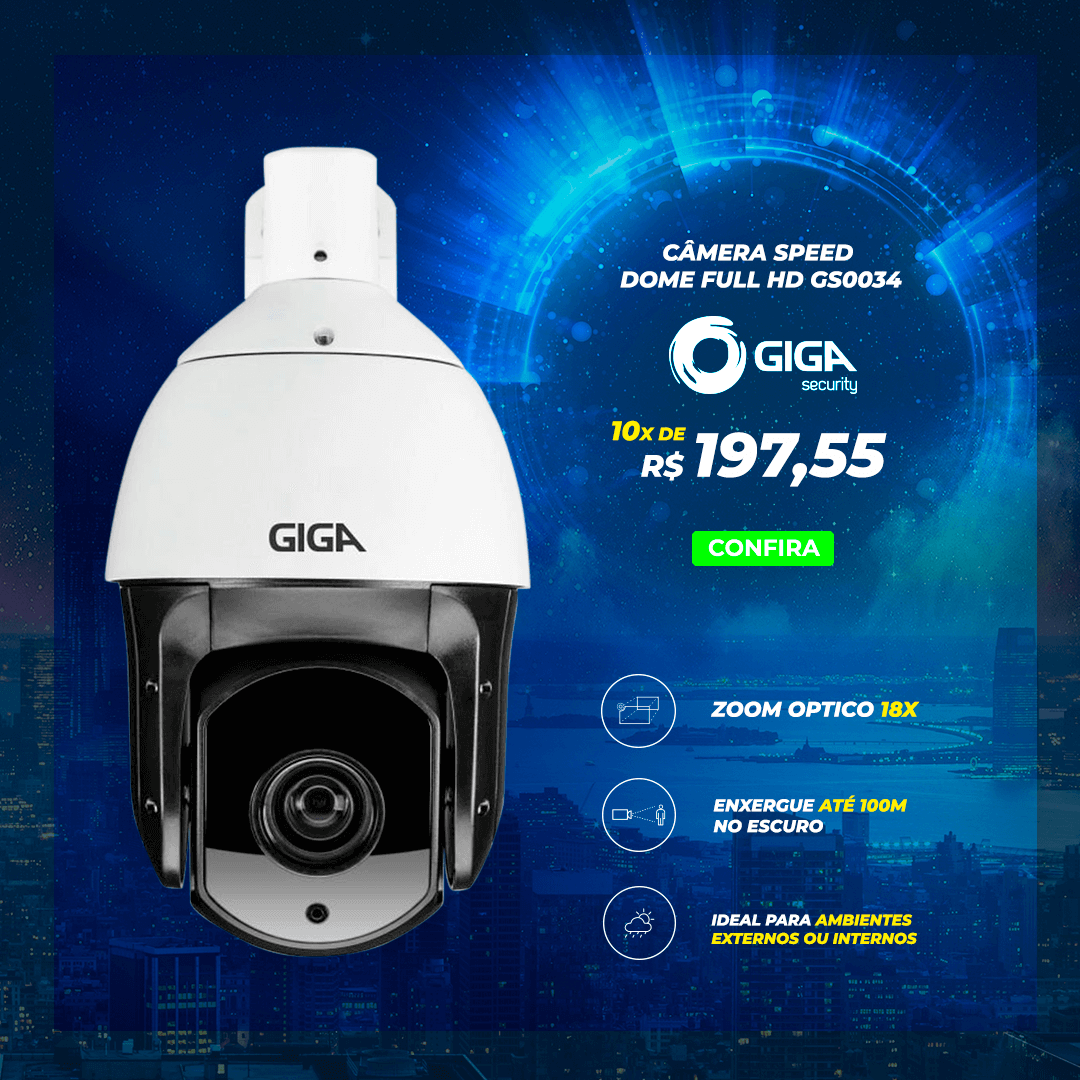 CÂMERA SPEED
DOME FULL HD GS0034
GIGA
security
10X DE
R$ 197,55
CONFIRA
GIGA
ZOOM OPTICO 18X
ENXERGUE ATÉ 100M
NO ESCURO
IDEAL PARA AMBIENTES
EXTERNOS OU INTERNOS